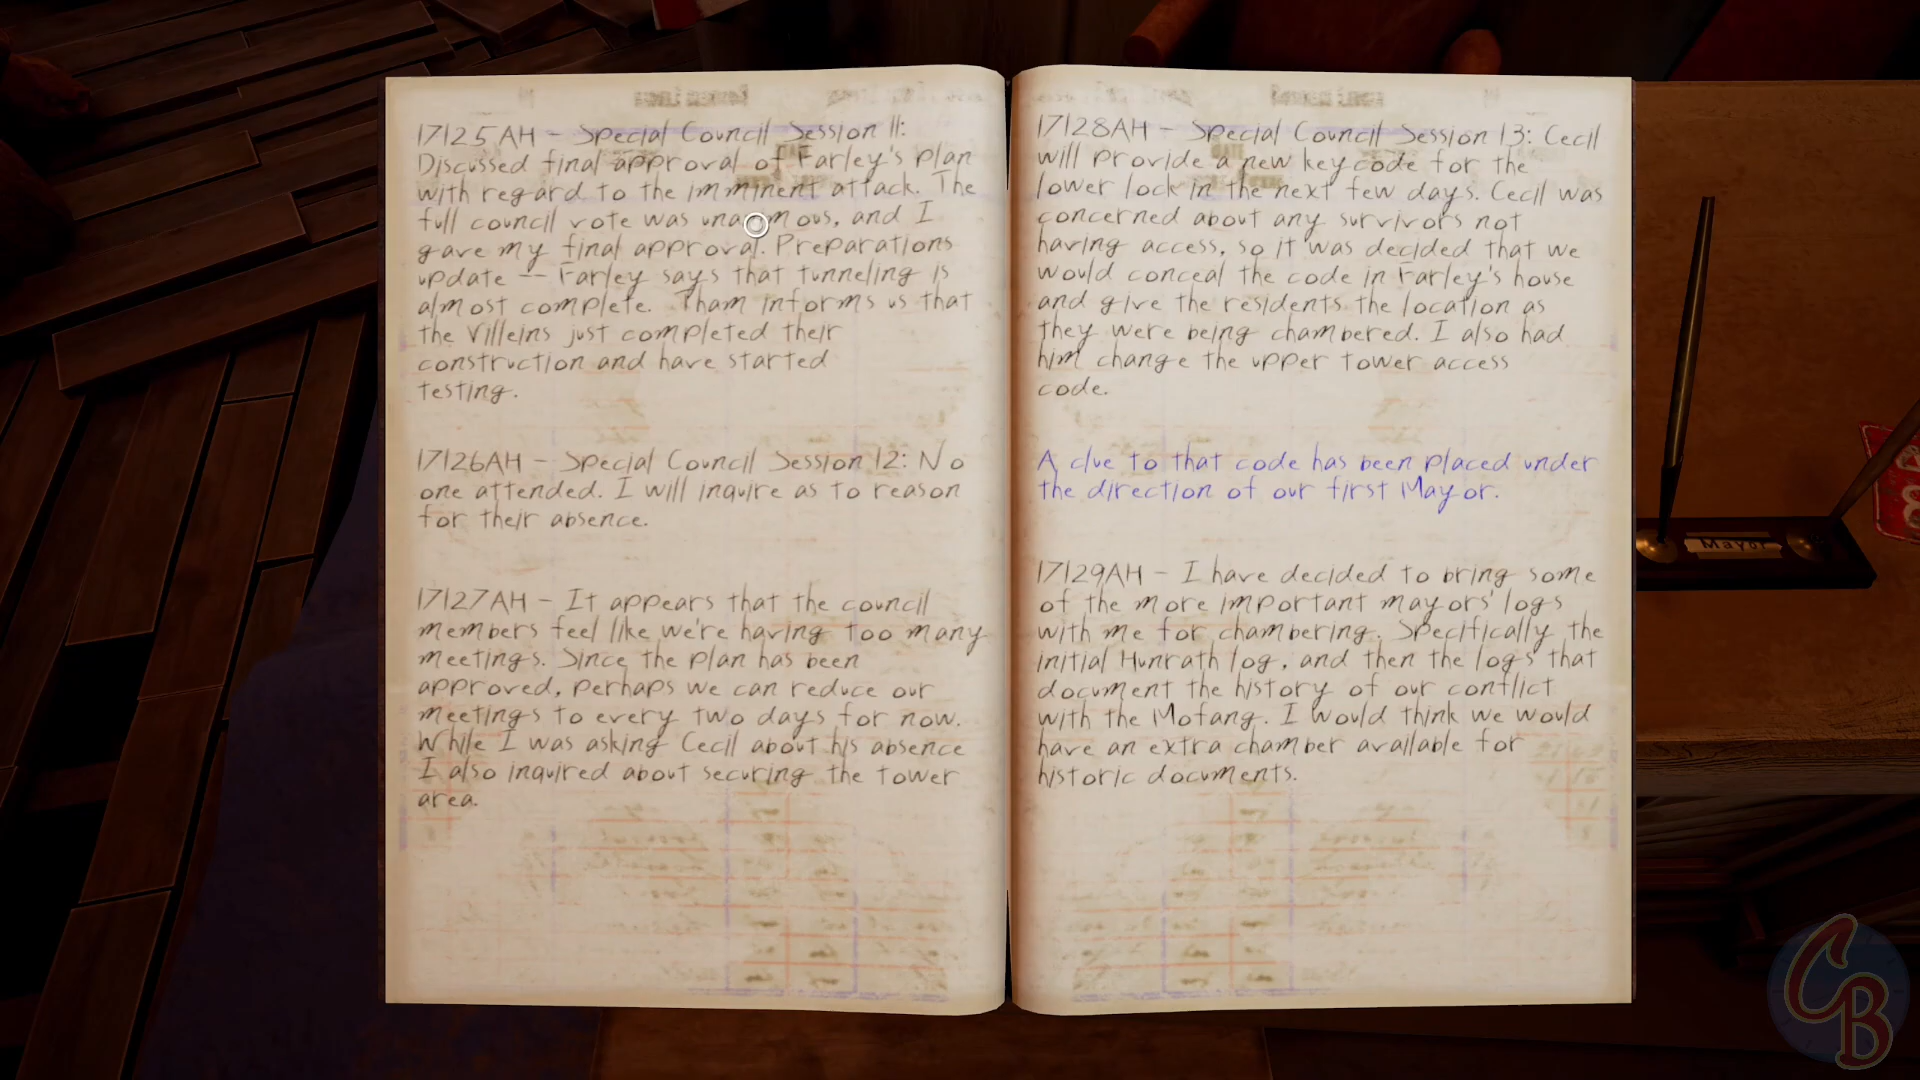 17125AH - Special Council Session 11:
Discussed final approval of Farley's plan
with regard to the imminent attack. The
full council vote was unanimous, and I
gave my final approval. Preparations
update -- Farley says that tunneling is
almost complete. Tham informs us that
the Villeins just completed their
construction and have started
testing.
17126AH - Special Council Session 12: No
one attended. I will inquire as to reason
for their absence.
17127AH - It appears that the council
members feel like we're having too many
meetings. Since the plan has been
approved, perhaps we can reduce our
meetings to every two days for now.
While I was asking Cecil about his absence
I also inquired about securing the tower
area.
17128AH - Special Council Session 13: Cecil
will provide a new key code for the
lower lock in the next few days. Cecil was
concerned about any survivors not
having access, so it was decided that we
would conceal the code in Farley's house
and give the residents the location as
they were being chambered. I also had
him change the upper tower access
code.
A clue to that code has been placed under
the direction of our first Mayor.
17129AH - I have decided to bring some
of the more important mayors' logs
with me for chambering. Specifically the
initial Hunrath log, and then the logs that
document the history of our conflict
with the Mofang. I would think we would
have an extra chamber available for
historic documents.
Mayor
CB